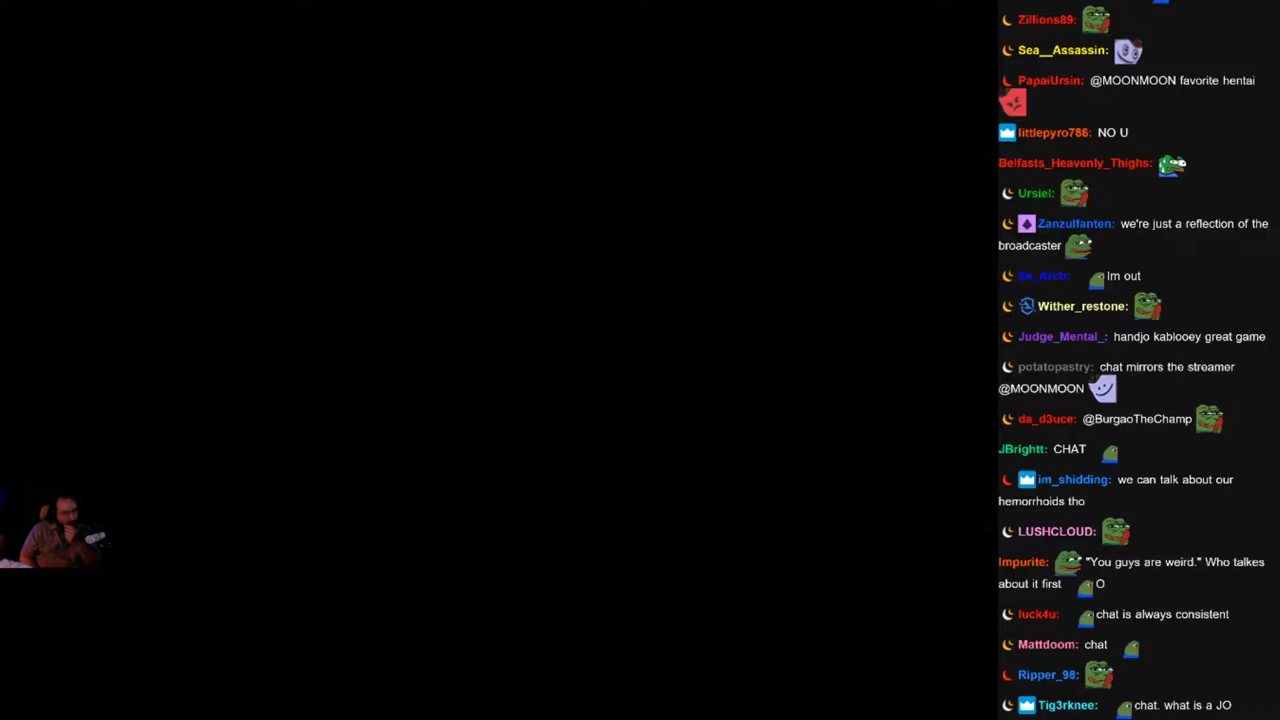 Zillions89:
Sea__Assassin:
PapaiUrsin: @MOONMOON favorite hentai
littlepyro786: NO U
Belfasts_Heavenly_Thighs:
Ursiel:
Zanzulfanten: we're just a reflection of the
broadcaster
Sk_Arch: Im out
Wither_restone:
Judge_Mental_: handjo kablooey great game
potatopastry: chat mirrors the streamer
@MOONMOON
da_d3uce: @BurgaoTheChamp
JBrightt: CHAT
im_shidding: we can talk about our
hemorrhoids tho
LUSHCLOUD:
Impurite: "You guys are weird." Who talks
about it first O
luck4u: chat is always consistent
Mattdoom: chat
Ripper_98:
Tig3rknee: chat. what is a JO